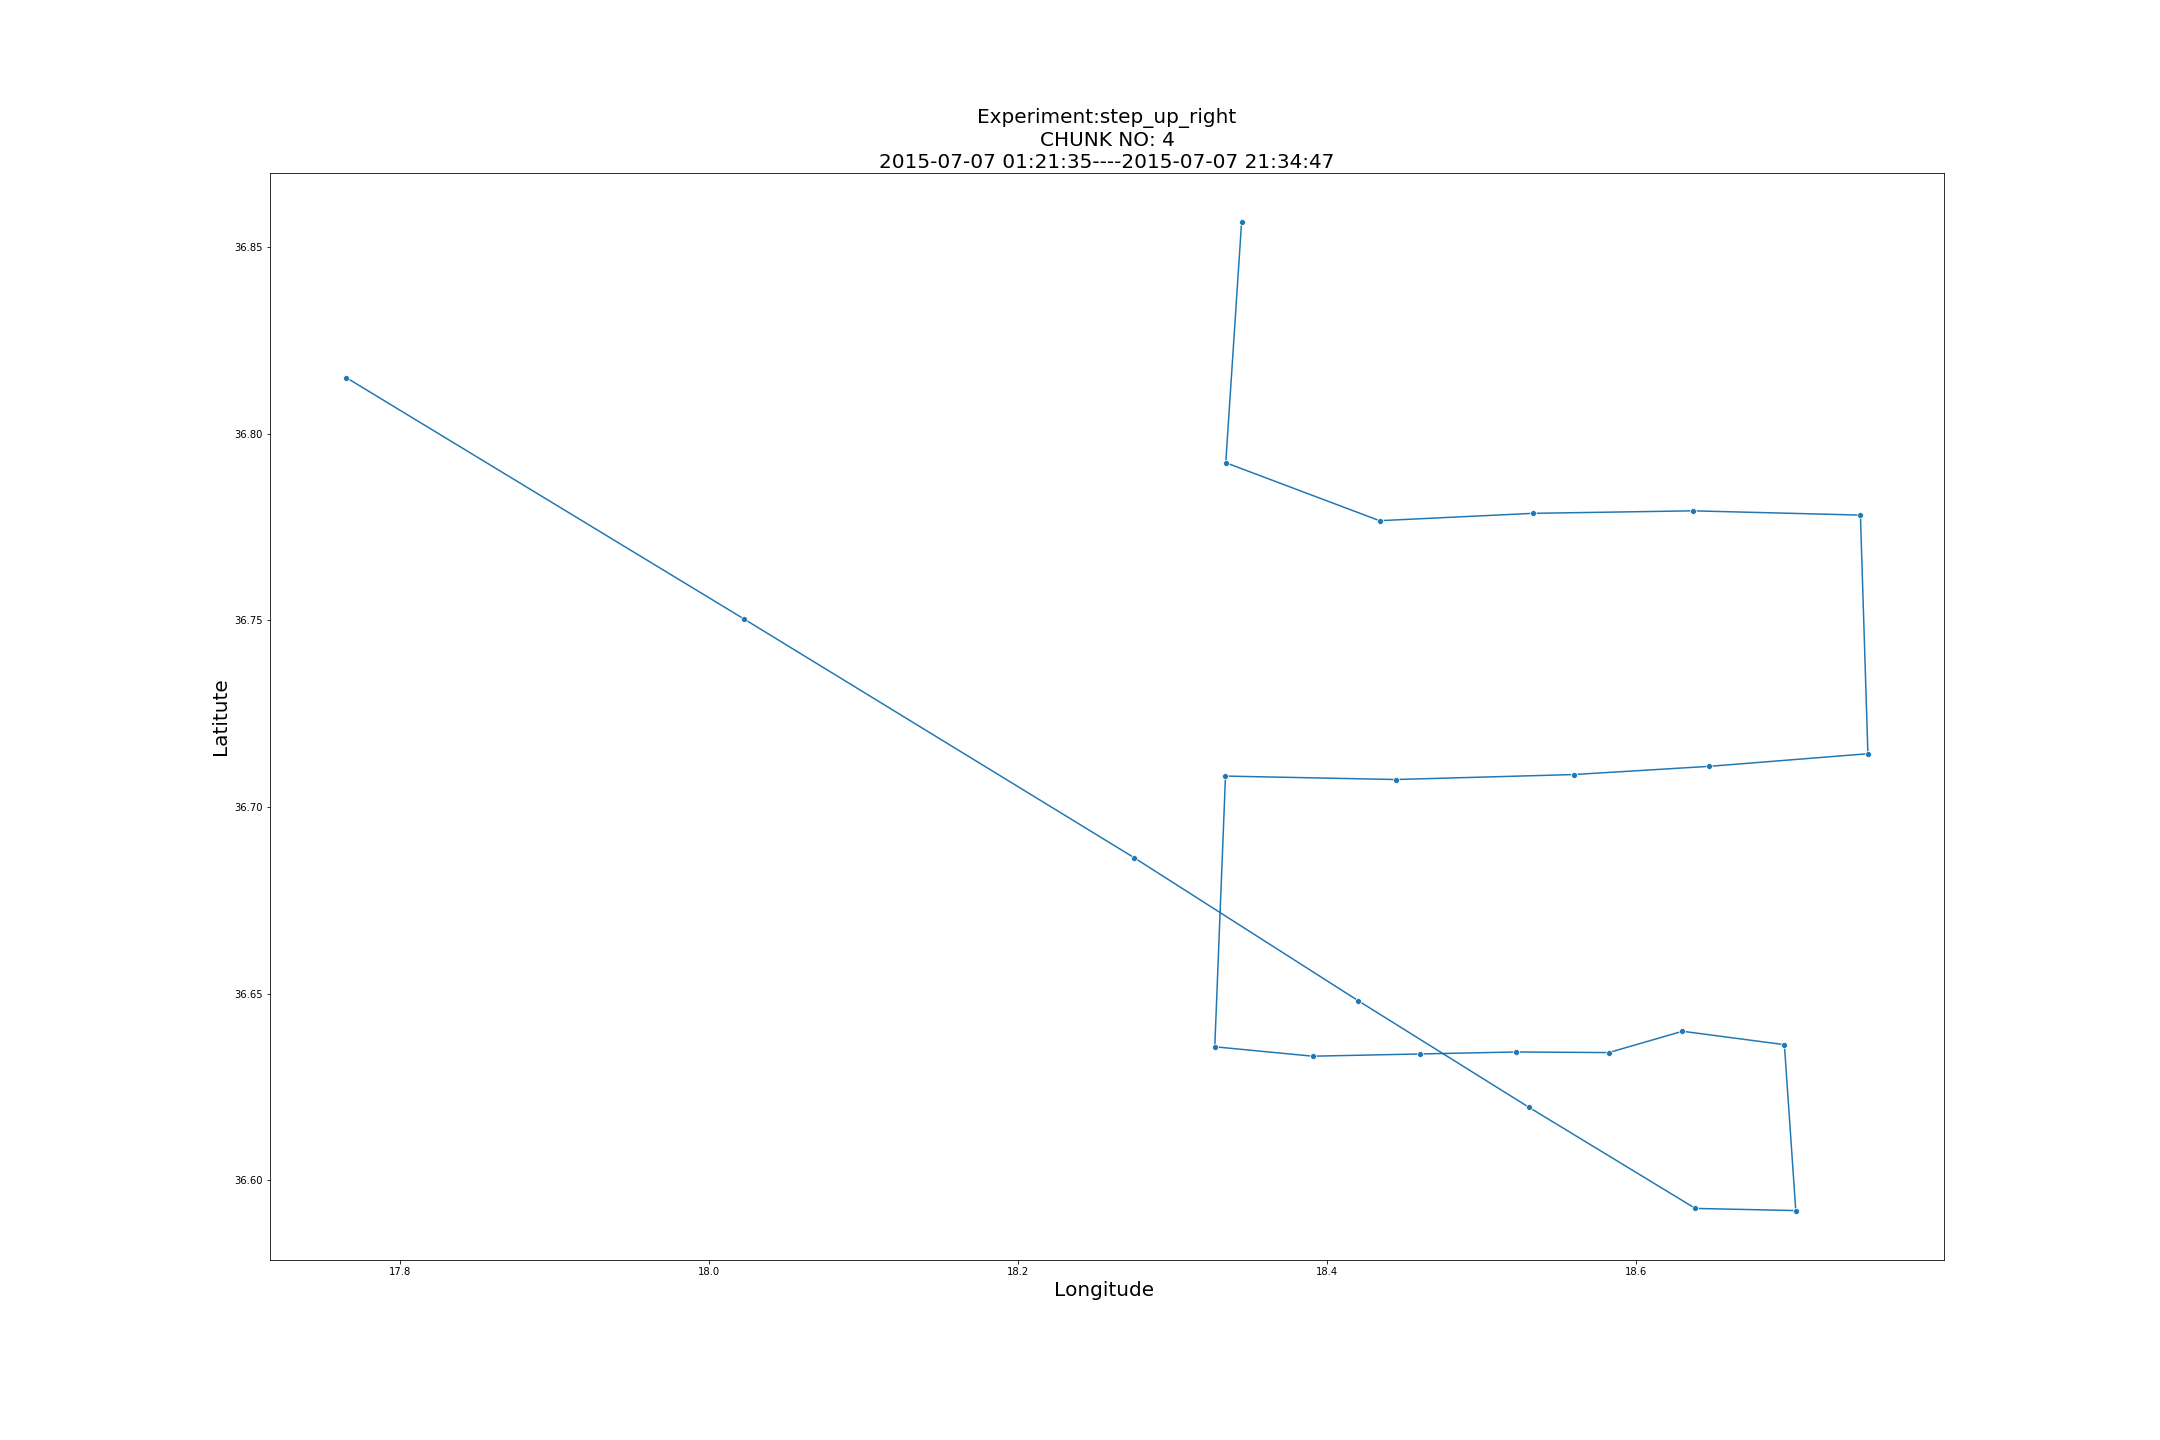 Experiment:step_up_right
CHUNK NO: 4
2015-07-07 01:21:35----2015-07-07 21:34:47
36.85
36.80
36.75
36.70
36.65
36.60
Latitute
17.8 18.0 18.2 18.4 18.6
Longitude